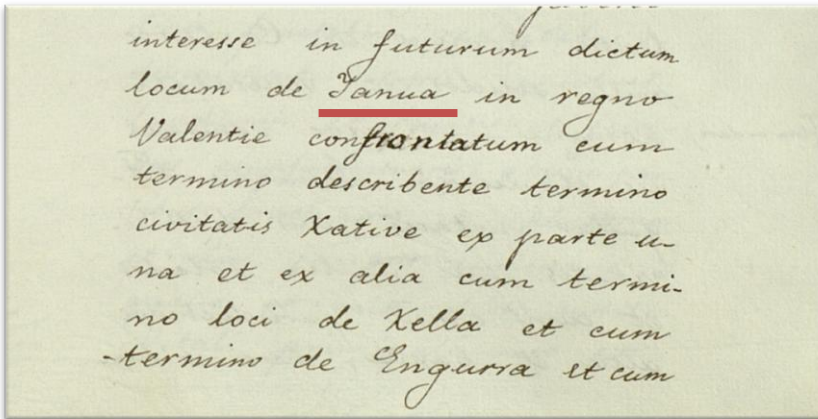 interesse in futurum dictum
locum de Ianua in regno
Valentie confrontatum cum
termino describente termino
civitatis Xative ex parte u-
na et ex alia cum termi-
no loci de Xella et cum
-termino de Engurra et cum